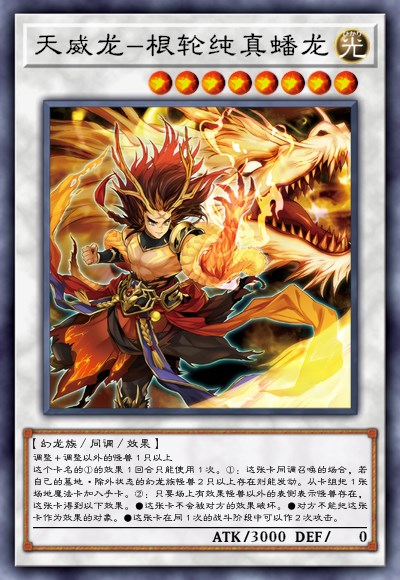 天威龙-根轮纯真蟠龙
光
【幻龙族/同调/效果】
调整+调整以外的怪兽1只以上
这个卡名的①的效果1回合只能使用1次。①：这张卡同调召唤的场合，若
自己的墓地·除外状态的幻龙族怪兽2只以上存在则能发动。从卡组把1张
场地魔法卡加入手卡。②：只要场上有效果怪兽以外的表侧表示怪兽存在，
这张卡得到以下效果。●这张卡不会被对方的效果破坏。●对方不能把这张
卡作为效果的对象。●这张卡在同1次的战斗阶段中可以作2次攻击。
ATK/3000 DEF/ 0